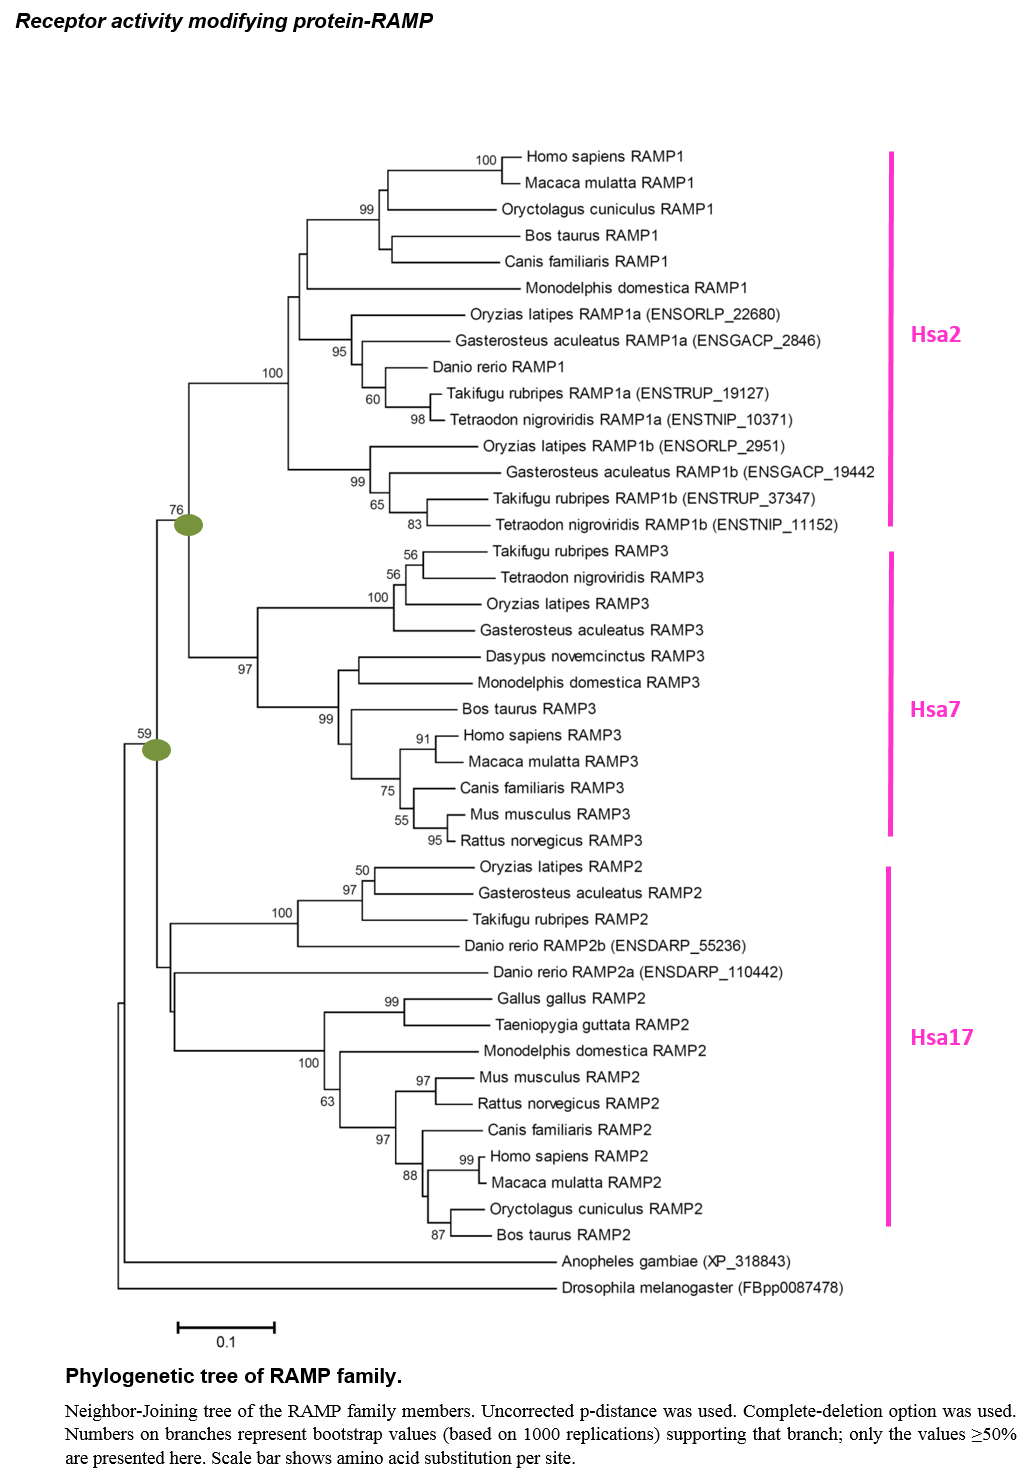 Receptor activity modifying protein-RAMP
100
Homo sapiens RAMP1
Macaca mulatta RAMP1
99
Oryctolagus cuniculus RAMP1
Bos taurus RAMP1
Canis familiaris RAMP1
Monodelphis domestica RAMP1
Oryzias latipes RAMP1a (ENSORLP_22680)
Hsa2
95
Gasterosteus aculeatus RAMP1a (ENSGACP_2846)
100
Danio rerio RAMP1
60
Takifugu rubripes RAMP1a (ENSTRUP_19127)
98
Tetraodon nigroviridis RAMP1a (ENSTNIP_10371)
Oryzias latipes RAMP1b (ENSORLP_2951)
99
Gasterosteus aculeatus RAMP1b (ENSGACP_19442
65
Takifugu rubripes RAMP1b (ENSTRUP_37347)
76
83
Tetraodon nigroviridis RAMP1b (ENSTNIP_11152)
56
Takifugu rubripes RAMP3
56
Tetraodon nigroviridis RAMP3
100
Oryzias latipes RAMP3
Gasterosteus aculeatus RAMP3
97
Dasypus novemcinctus RAMP3
Monodelphis domestica RAMP3
99
Bos taurus RAMP3
Hsa7
59
91
Homo sapiens RAMP3
Macaca mulatta RAMP3
75
Canis familiaris RAMP3
55
Mus musculus RAMP3
95
Rattus norvegicus RAMP3
50
Oryzias latipes RAMP2
97
Gasterosteus aculeatus RAMP2
100
Takifugu rubripes RAMP2
Danio rerio RAMP2b (ENSDARP_55236)
Danio rerio RAMP2a (ENSDARP_110442)
99
Gallus gallus RAMP2
Taeniopygia guttata RAMP2
Hsa17
100
Monodelphis domestica RAMP2
97
Mus musculus RAMP2
63
Rattus norvegicus RAMP2
97
Canis familiaris RAMP2
99
Homo sapiens RAMP2
88
Macaca mulatta RAMP2
Oryctolagus cuniculus RAMP2
87
Bos taurus RAMP2
Anopheles gambiae (XP_318843)
Drosophila melanogaster (FBpp0087478)
0.1
Phylogenetic tree of RAMP family.
Neighbor-Joining tree of the RAMP family members. Uncorrected p-distance was used. Complete-deletion option was used.
Numbers on branches represent bootstrap values (based on 1000 replications) supporting that branch; only the values ≥50%
are presented here. Scale bar shows amino acid substitution per site.